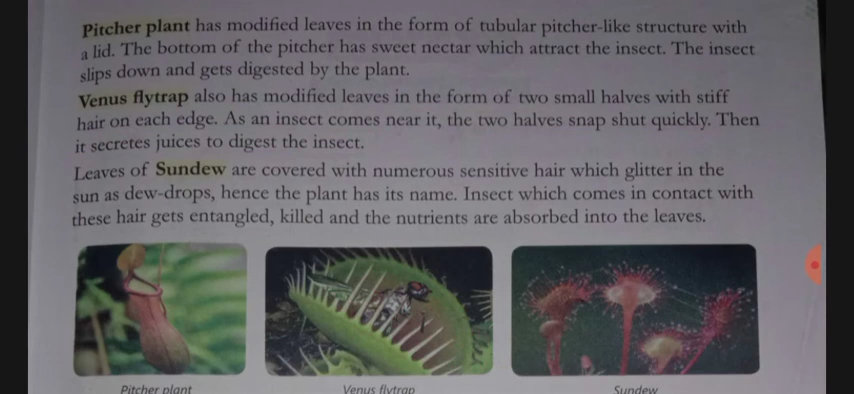 Pitcher plant has modified leaves in the form of tubular pitcher-like structure with
a lid. The bottom of the pitcher has sweet nectar which attract the insect. The insect
slips down and gets digested by the plant.
Venus flytrap also has modified leaves in the form of two small halves with stiff
hair on each edge. As an insect comes near it, the two halves snap shut quickly. Then
it secretes juices to digest the insect.
Leaves of Sundew are covered with numerous sensitive hair which glitter in the
sun as dew-drops, hence the plant has its name. Insect which comes in contact with
these hair gets entangled, killed and the nutrients are absorbed into the leaves.
Pitcher plant Venus flytrap Sundew